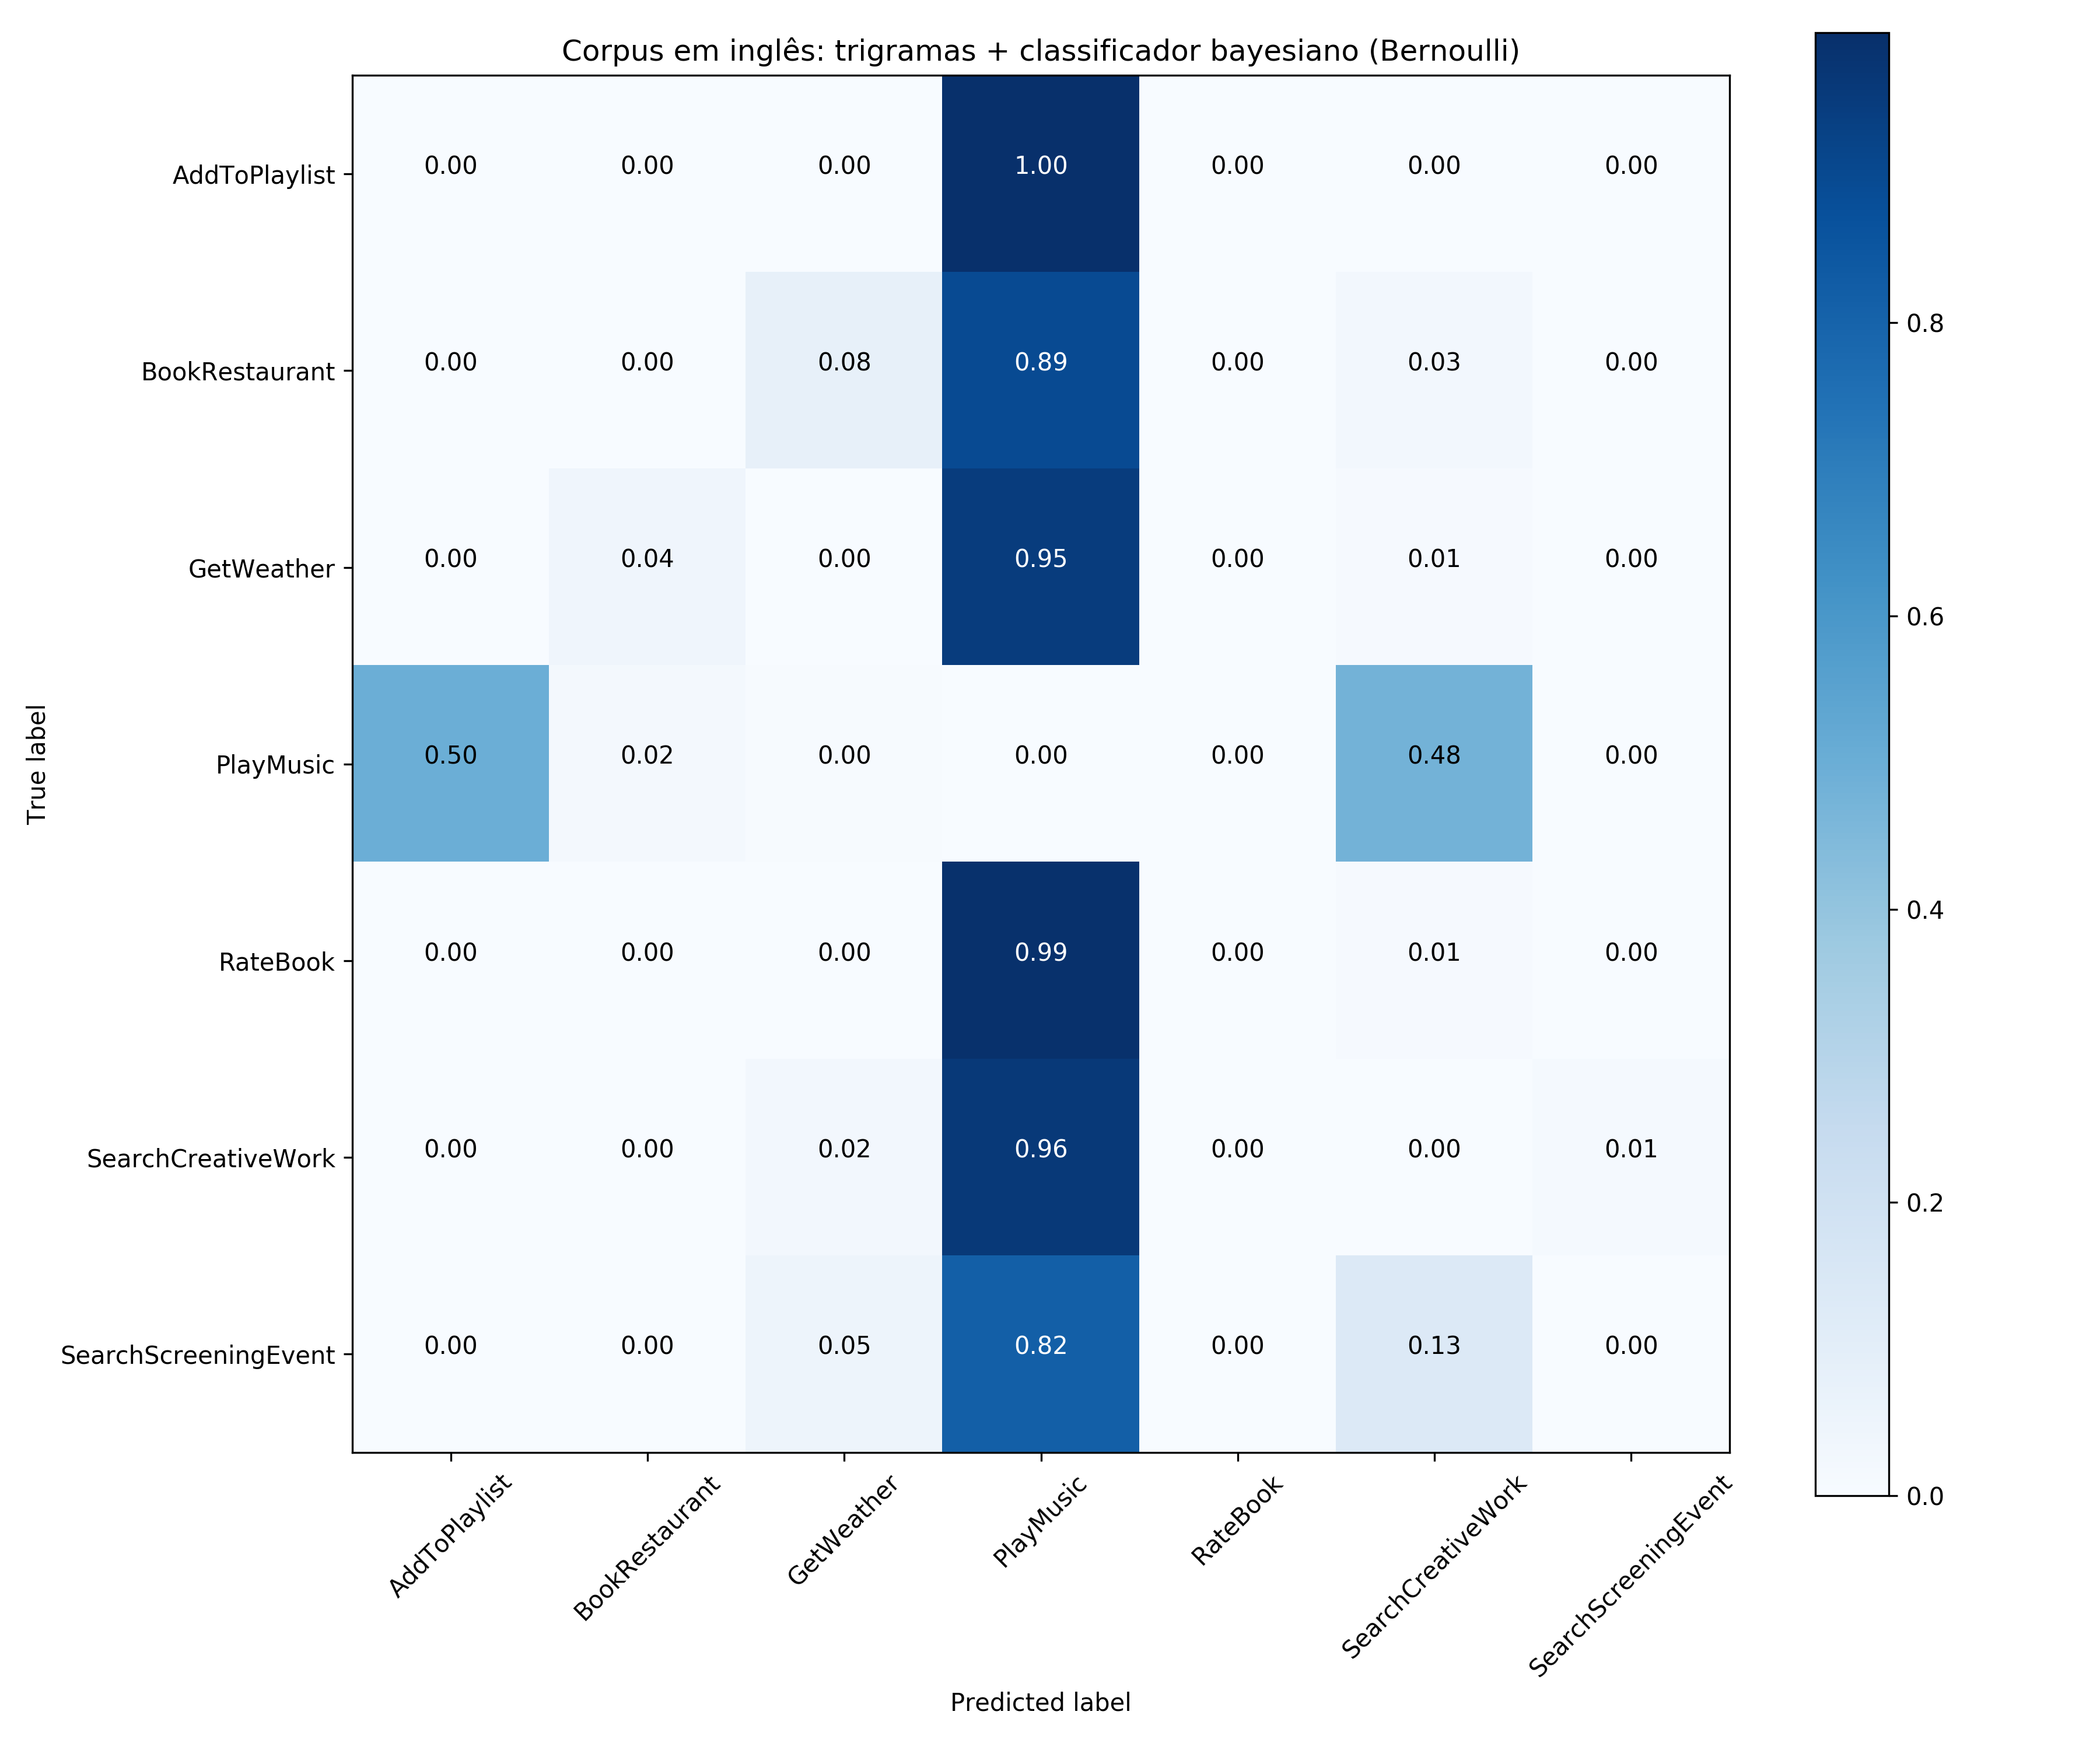 Corpus em inglês: trigramas + classificador bayesiano (Bernoulli)
AddToPlaylist 0.00 0.00 0.00 1.00 0.00 0.00 0.00
BookRestaurant 0.00 0.00 0.08 0.89 0.00 0.03 0.00
GetWeather 0.00 0.04 0.00 0.95 0.00 0.01 0.00
PlayMusic 0.50 0.02 0.00 0.00 0.00 0.48 0.00
RateBook 0.00 0.00 0.00 0.99 0.00 0.01 0.00
SearchCreativeWork 0.00 0.00 0.02 0.96 0.00 0.00 0.01
SearchScreeningEvent 0.00 0.00 0.05 0.82 0.00 0.13 0.00
True label
AddToPlaylist BookRestaurant GetWeather PlayMusic RateBook SearchCreativeWork SearchScreeningEvent
Predicted label
0.8
0.6
0.4
0.2
0.0